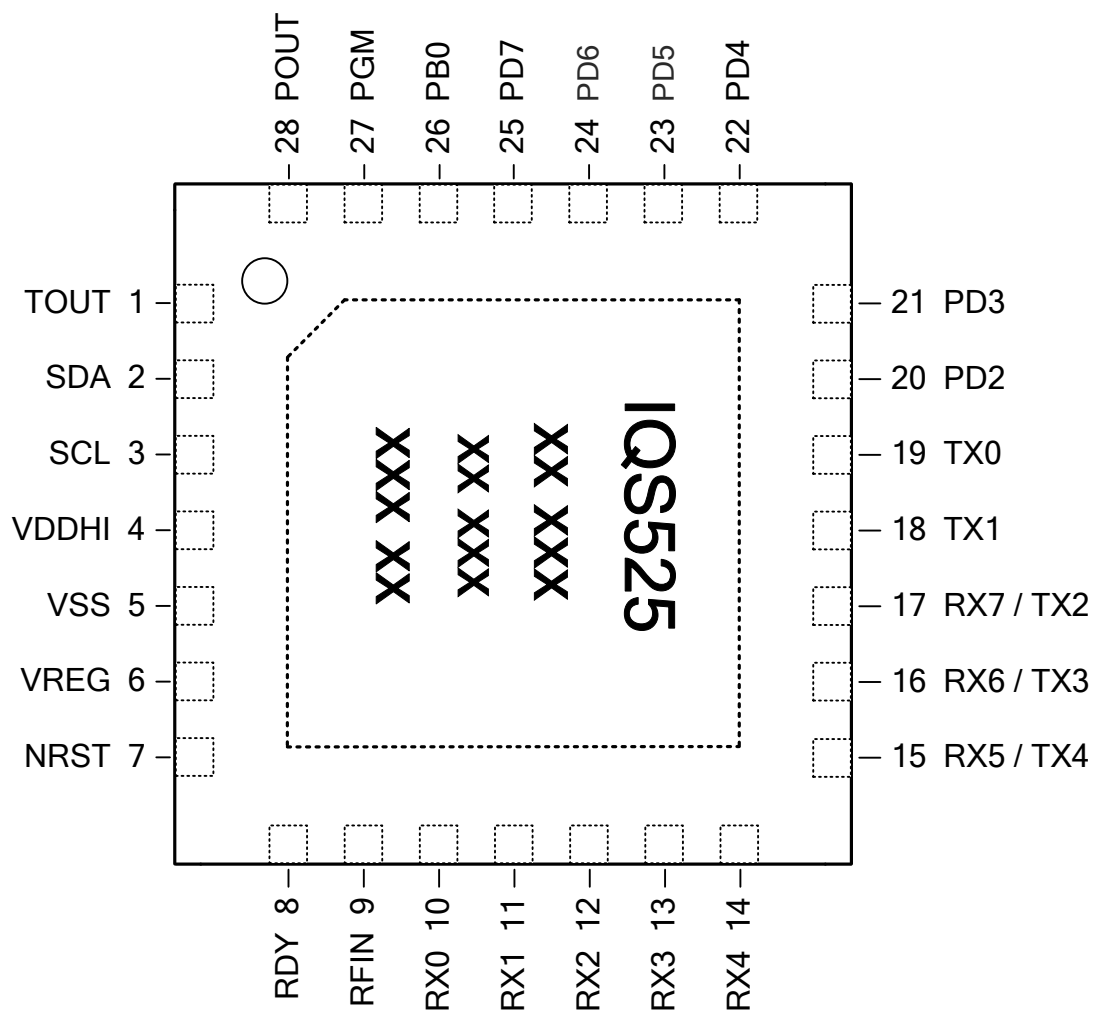 28 POUT
27 PGM
26 PB0
25 PD7
24 PD6
23 PD5
22 PD4
TOUT 1
SDA 2
SCL 3
VDDHI 4
VSS 5
VREG 6
NRST 7
IQS525
XX XXX XX
XX XXX
XXX XX
21 PD3
20 PD2
19 TX0
18 TX1
17 RX7 / TX2
16 RX6 / TX3
15 RX5 / TX4
RDY 8
RFIN 9
RX0 10
RX1 11
RX2 12
RX3 13
RX4 14